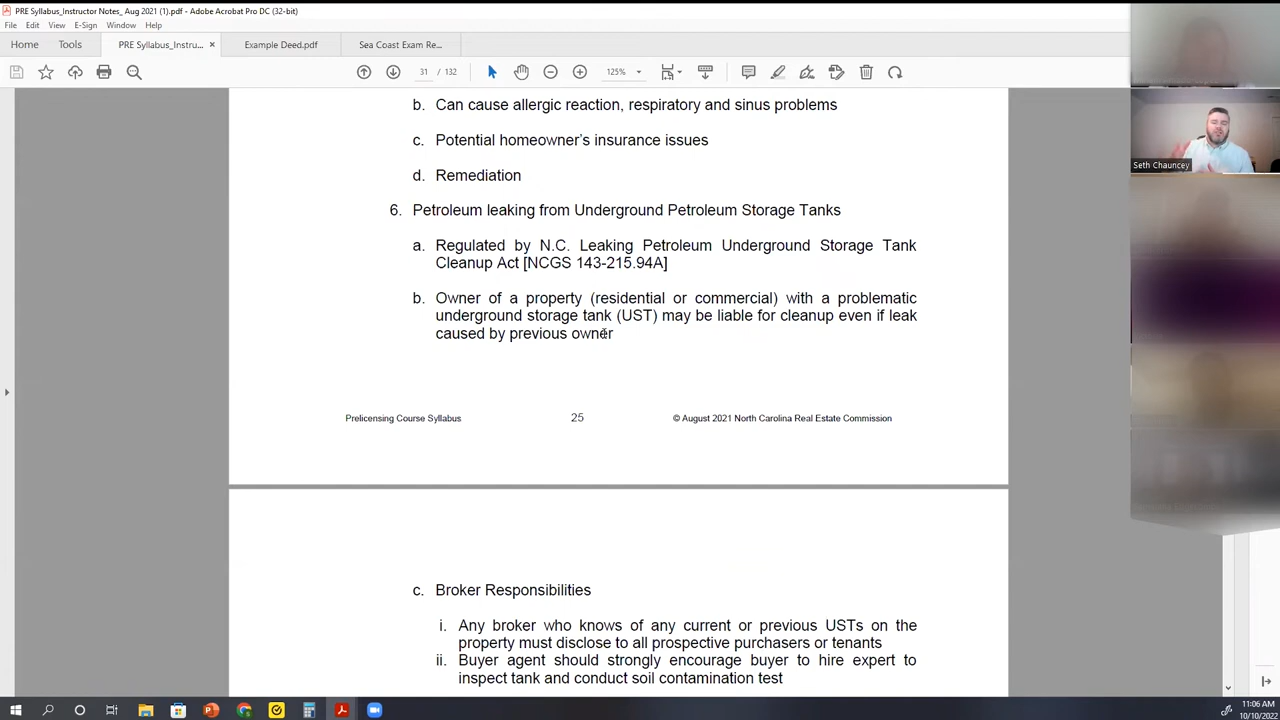 PRE Syllabus_Instructor Notes_ Aug 2021 (1).pdf - Adobe Acrobat Pro DC (32-bit)
File Edit View E-Sign Window Help
Home Tools PRE Syllabus_Instru... × Example Deed.pdf Sea Coast Exam Re...
31 / 132 125%
b. Can cause allergic reaction, respiratory and sinus problems
c. Potential homeowner's insurance issues
d. Remediation
6. Petroleum leaking from Underground Petroleum Storage Tanks
a. Regulated by N.C. Leaking Petroleum Underground Storage Tank
Cleanup Act [NCGS 143-215.94A]
b. Owner of a property (residential or commercial) with a problematic
underground storage tank (UST) may be liable for cleanup even if leak
caused by previous owner
Prelicensing Course Syllabus 25 © August 2021 North Carolina Real Estate Commission
c. Broker Responsibilities
i. Any broker who knows of any current or previous USTs on the
property must disclose to all prospective purchasers or tenants
ii. Buyer agent should strongly encourage buyer to hire expert to
inspect tank and conduct soil contamination test
Seth Chauncey
11:06 AM
10/10/2022